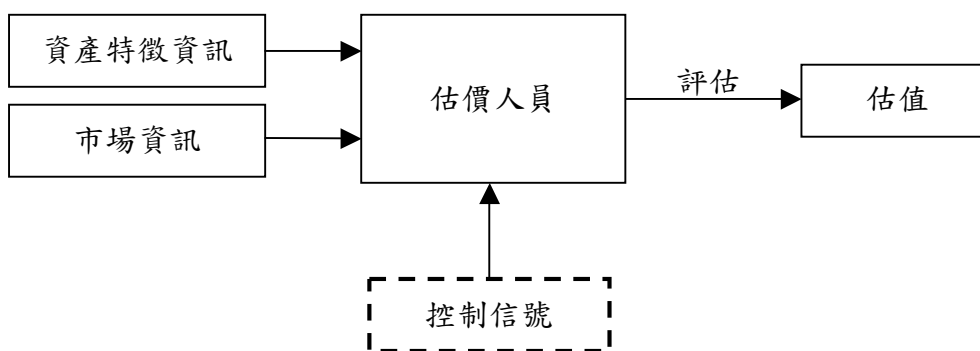 資產特徵資訊
市場資訊
估價人員
評估
估值
控制信號